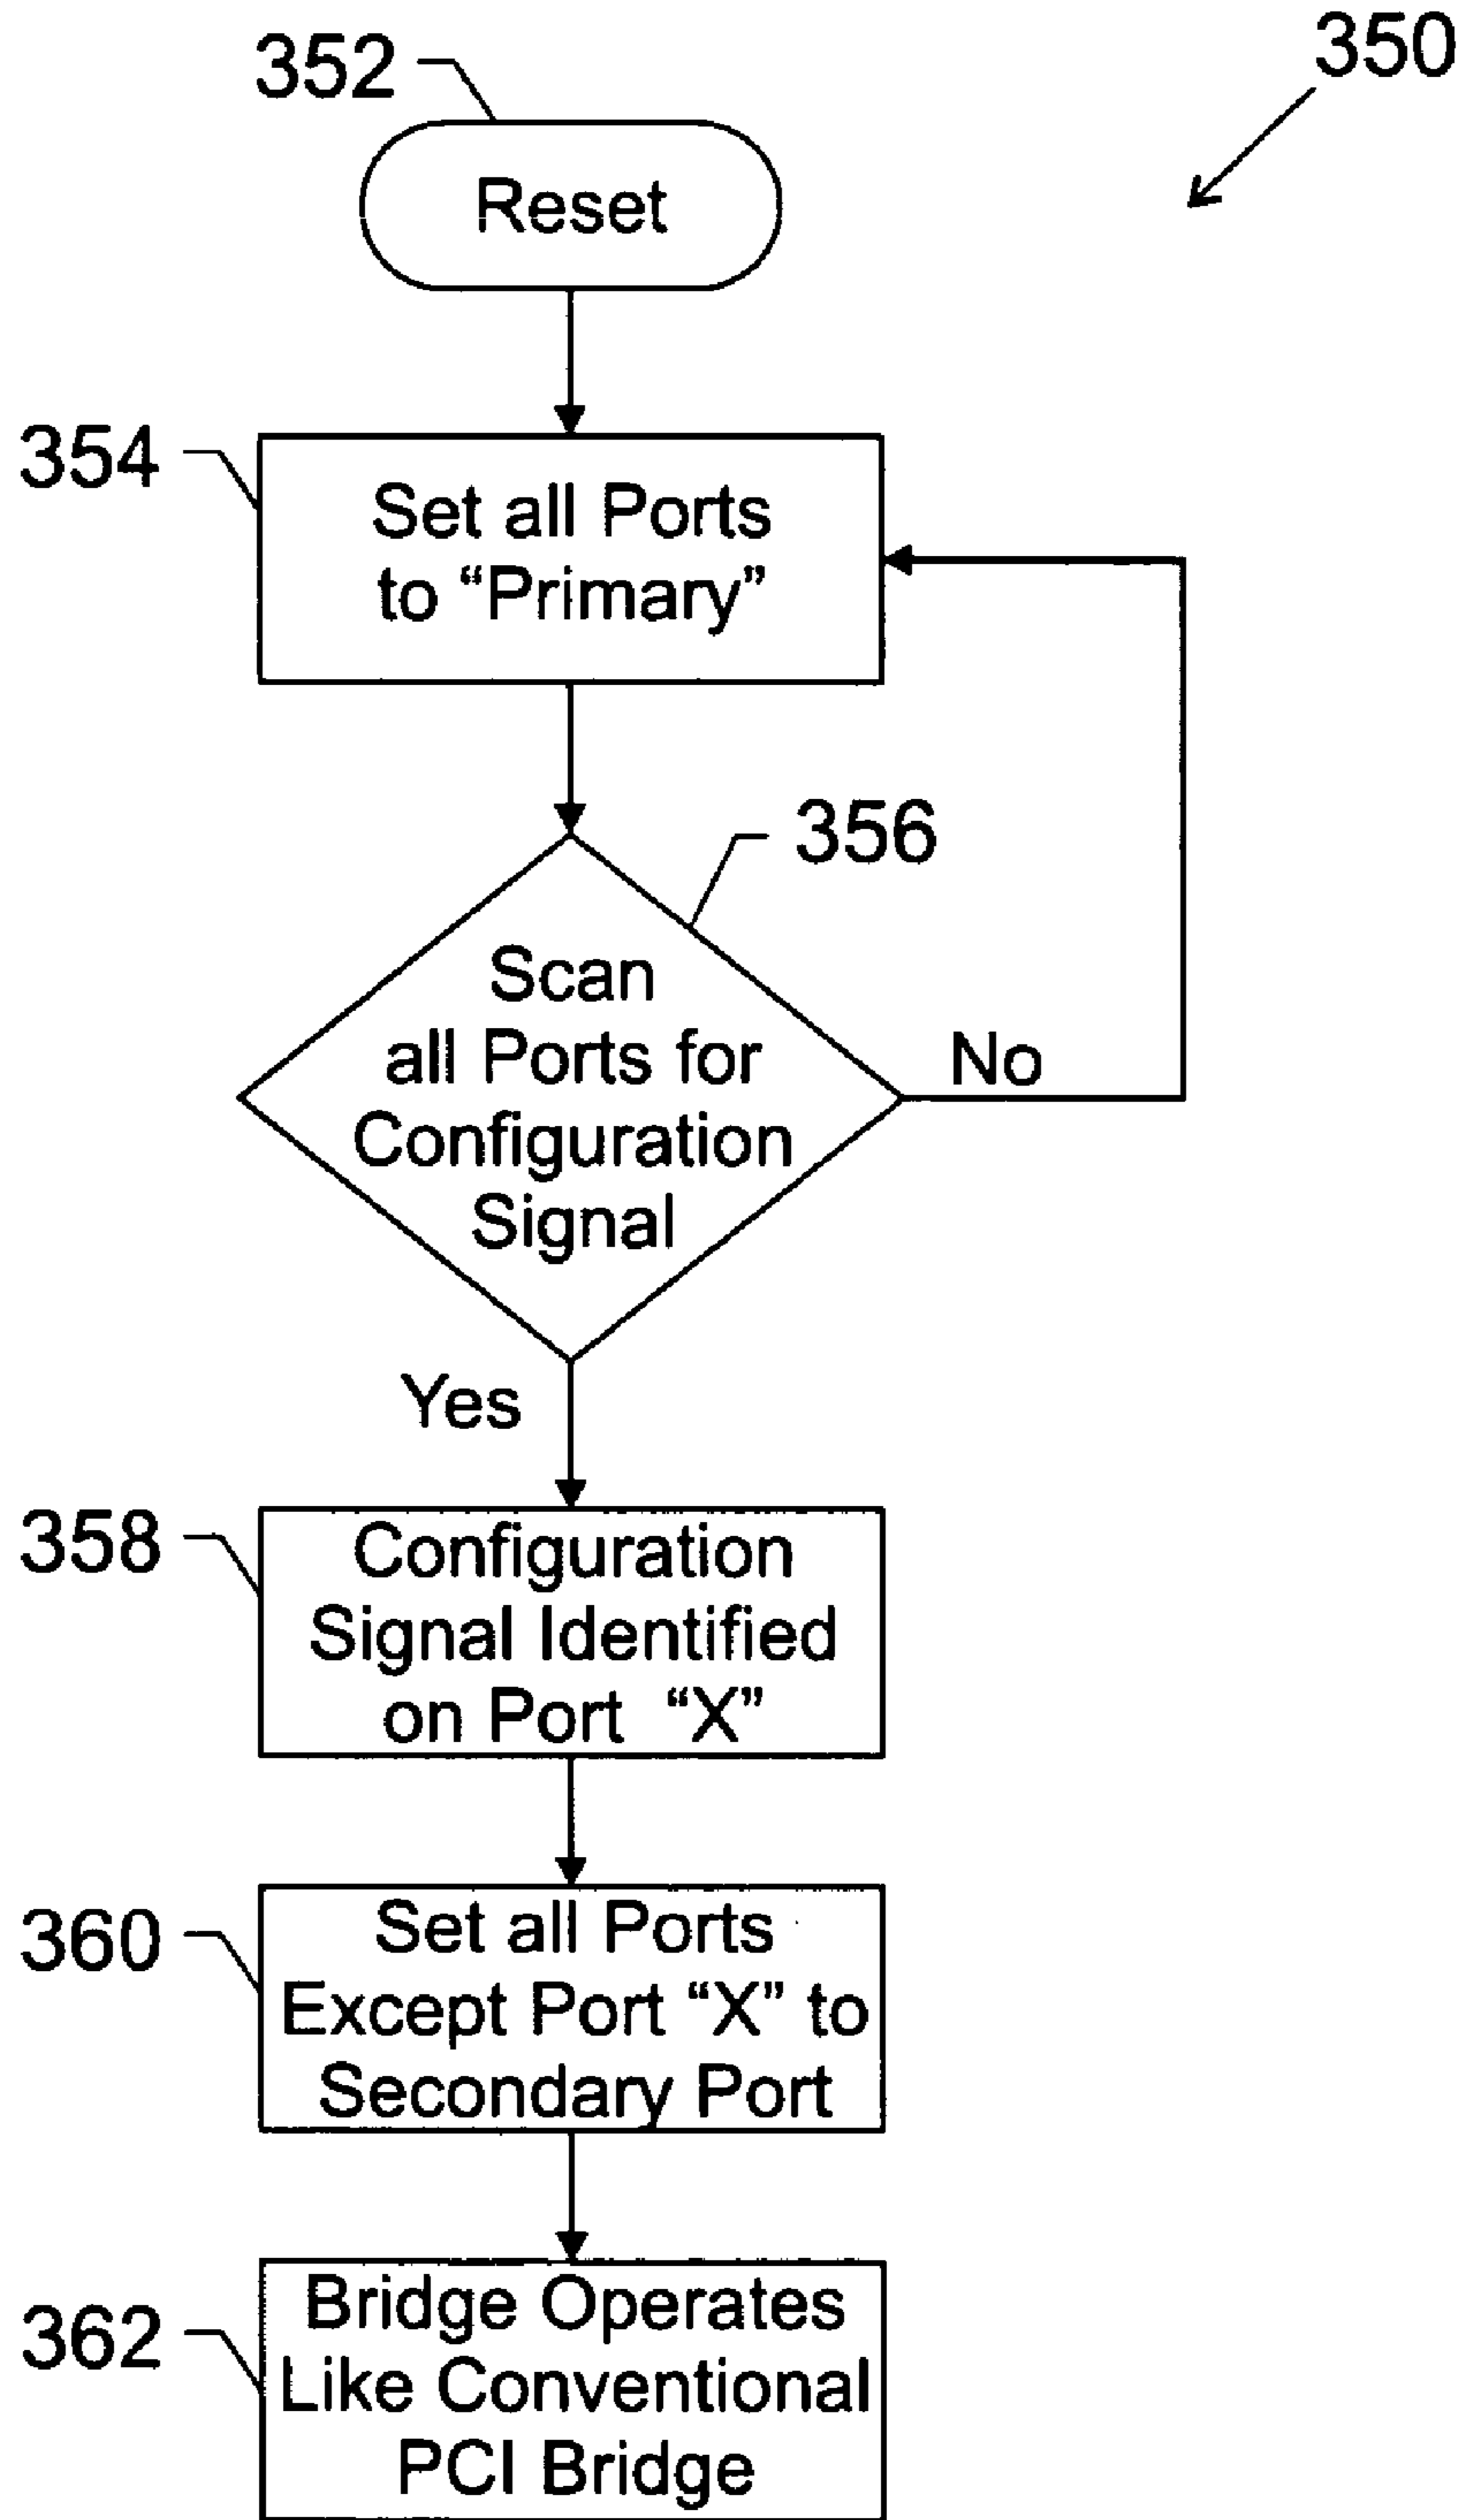 350
352
Reset
354
Set all Ports
to “Primary”
356
Scan
all Ports for
Configuration
Signal
No
Yes
358
Configuration
Signal Identified
on Port “X”
360
Set all Ports
Except Port “X” to
Secondary Port
362
Bridge Operates
Like Conventional
PCI Bridge